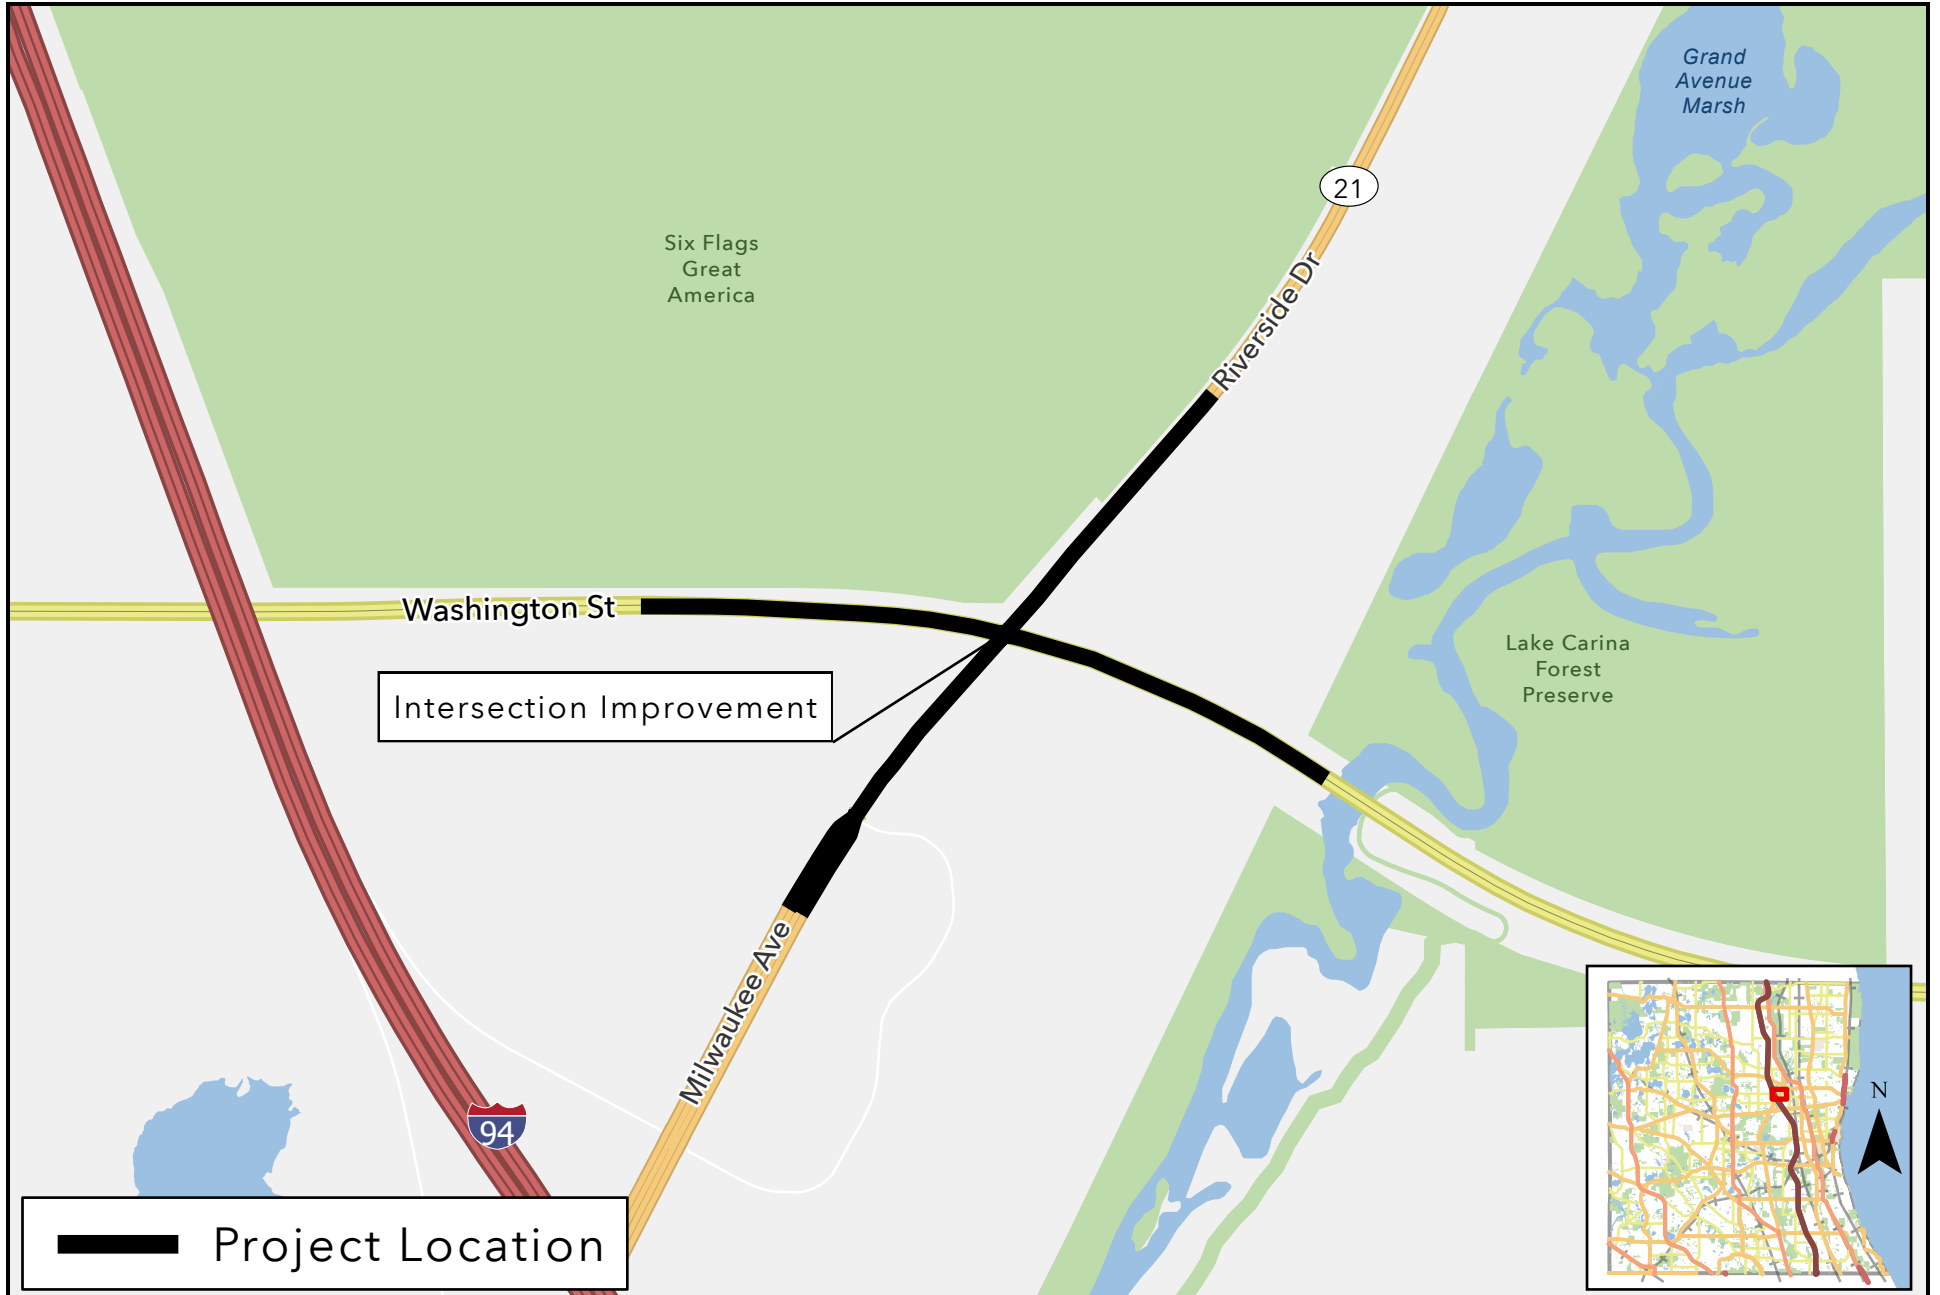 Grand
Avenue
Marsh
21
Six Flags
Great
America
Riverside Dr
Washington St
Lake Carina
Forest
Preserve
Intersection Improvement
Milwaukee Ave
94
N
Project Location